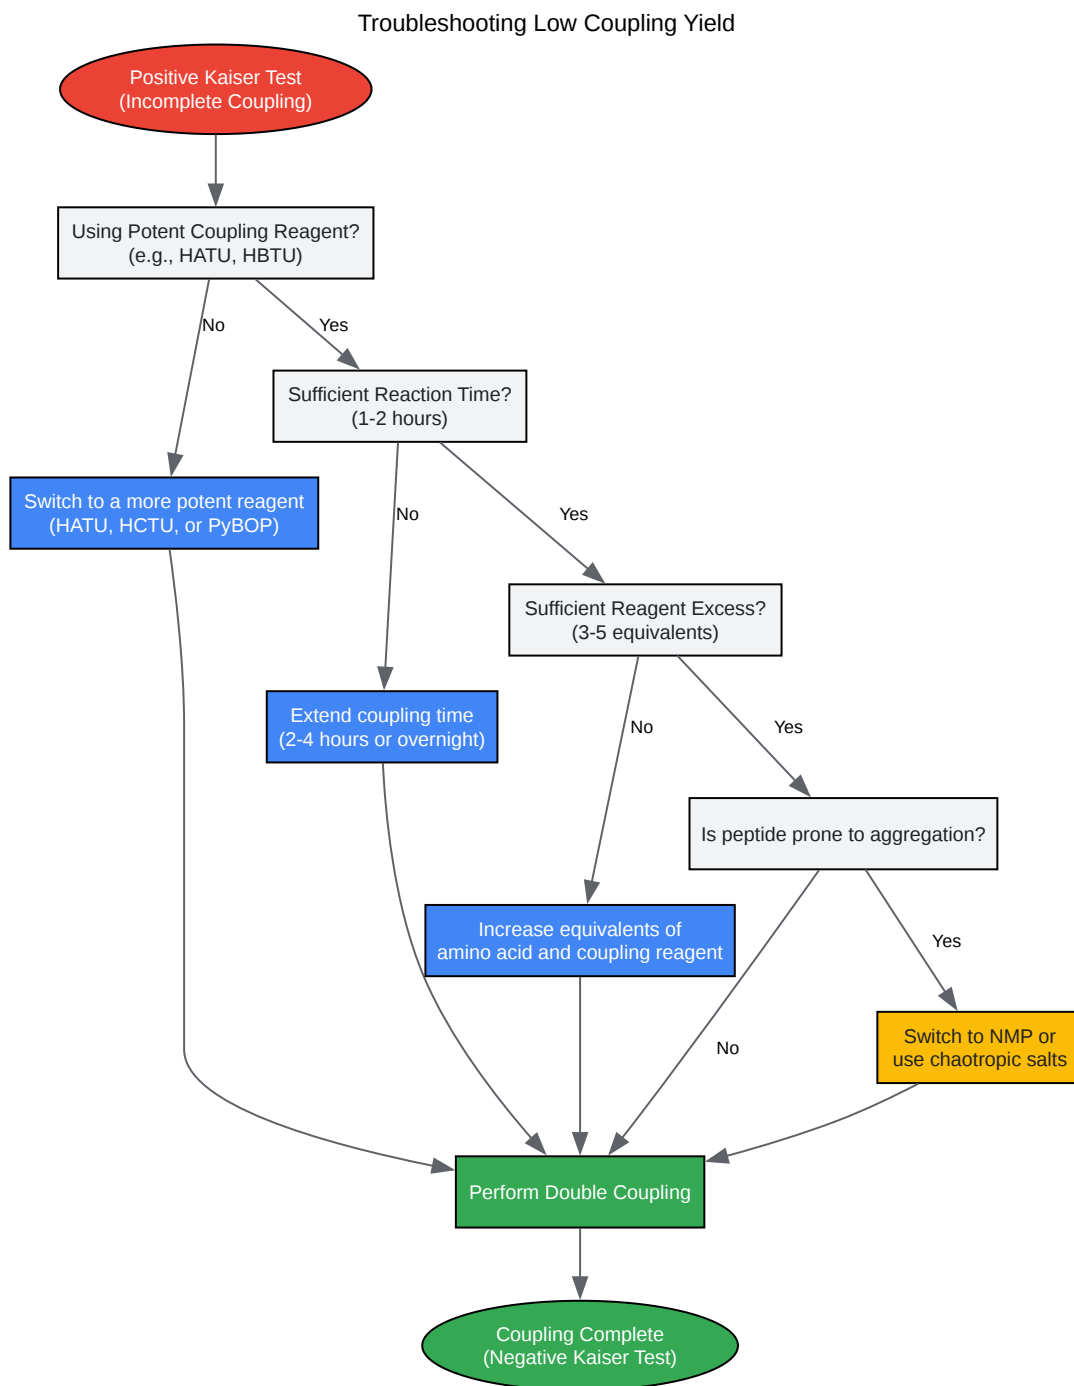 Troubleshooting Low Coupling Yield
Positive Kaiser Test
(Incomplete Coupling)
Using Potent Coupling Reagent?
(e.g., HATU, HBTU)
No
Yes
Sufficient Reaction Time?
(1-2 hours)
Switch to a more potent reagent
(HATU, HCTU, or PyBOP)
No
Yes
Sufficient Reagent Excess?
(3-5 equivalents)
Extend coupling time
(2-4 hours or overnight)
No
Yes
Is peptide prone to aggregation?
Increase equivalents of
amino acid and coupling reagent
Yes
No
Switch to NMP or
use chaotropic salts
Perform Double Coupling
Coupling Complete
(Negative Kaiser Test)